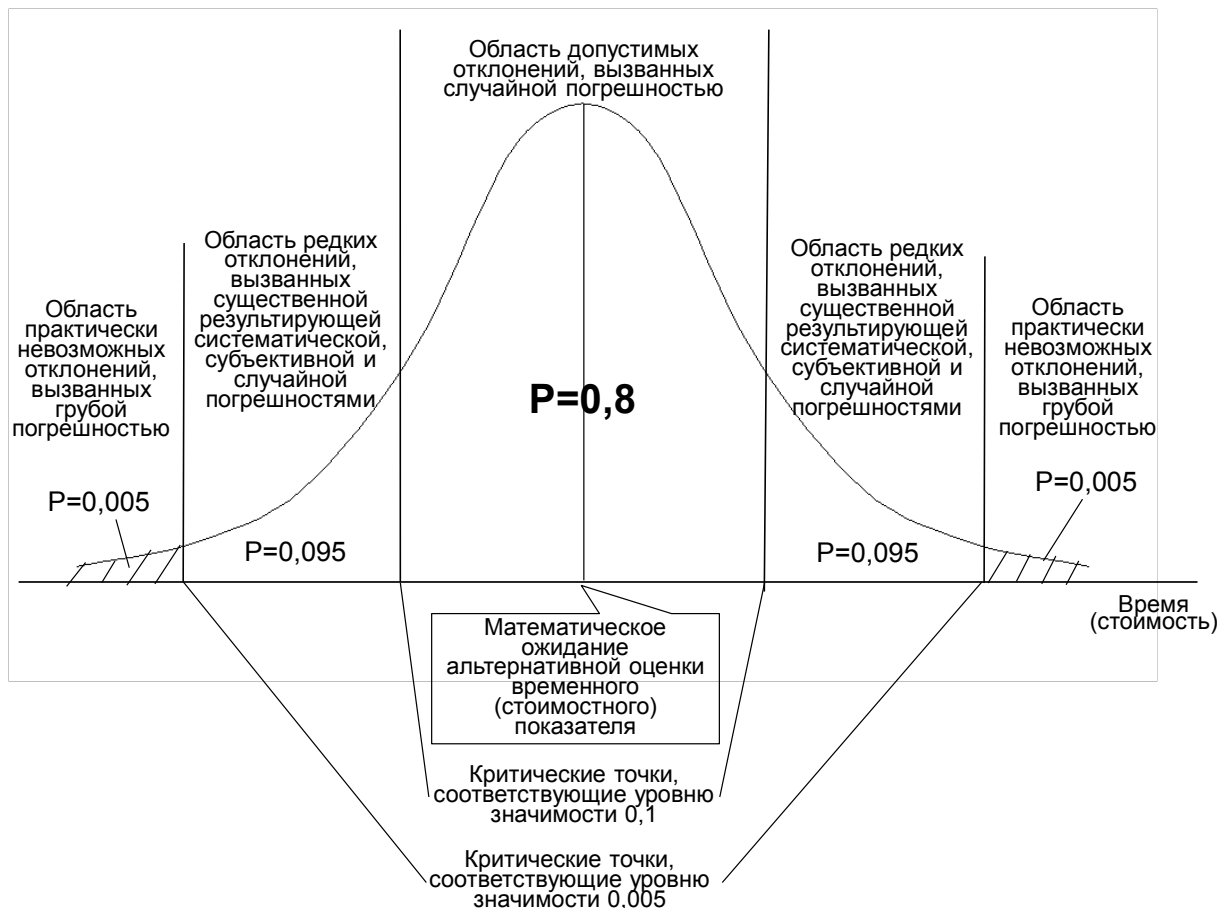 Область допустимых
отклонений, вызванных
случайной погрешностью
Область редких
отклонений,
вызванных
существенной
результирующей
систематической,
субъективной и
случайной
погрешностями
Область редких
отклонений,
вызванных
существенной
результирующей
систематической,
субъективной и
случайной
погрешностями
Область
практически
невозможных
отклонений,
вызванных
грубой
погрешностью
Область
практически
невозможных
отклонений,
вызванных
грубой
погрешностью
P=0,8
P=0,005
P=0,005
P=0,095
P=0,095
Время
(стоимость)
Математическое
ожидание
альтернативной оценки
временного
(стоимостного)
показателя
Критические точки,
соответствующие уровню
значимости 0,1
Критические точки,
соответствующие уровню
значимости 0,005